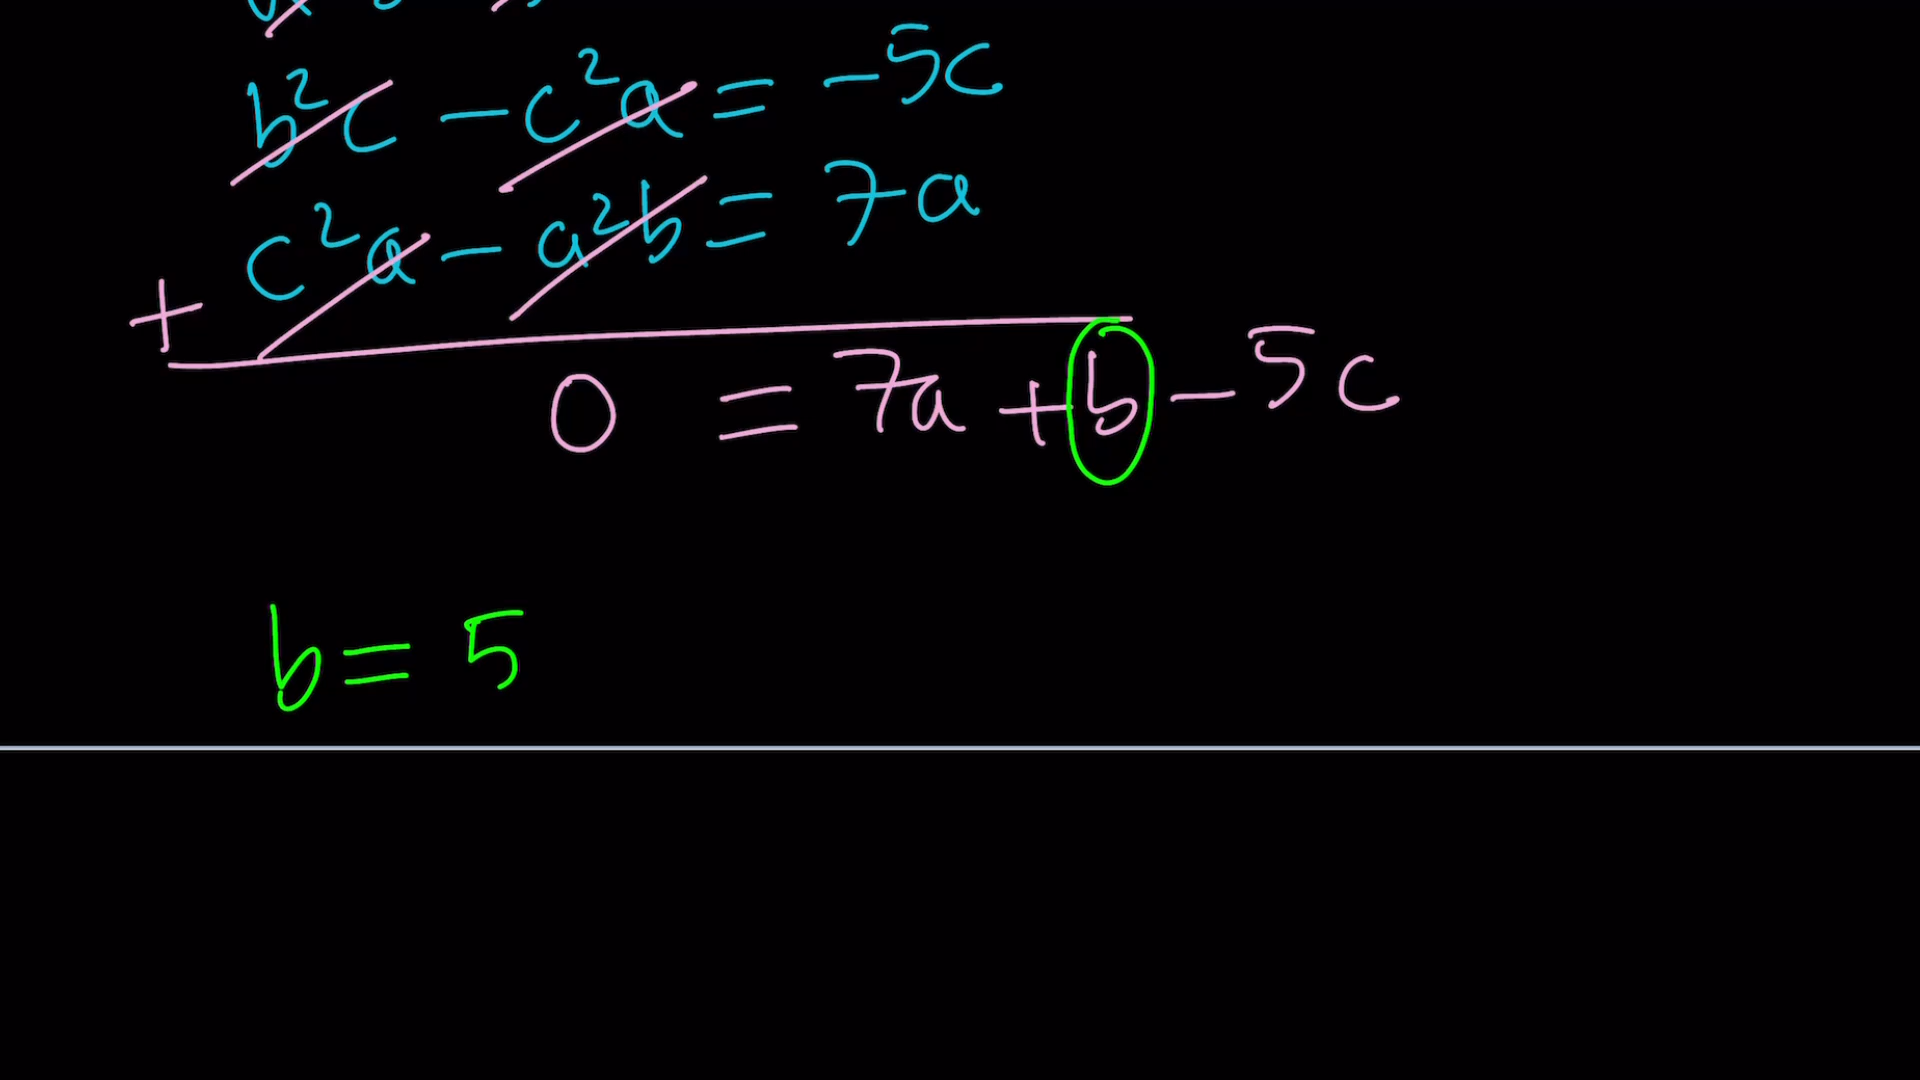 b²c - c²a = -5c
c²a - a²b = 7a
+
0 = 7a + b - 5c
b = 5